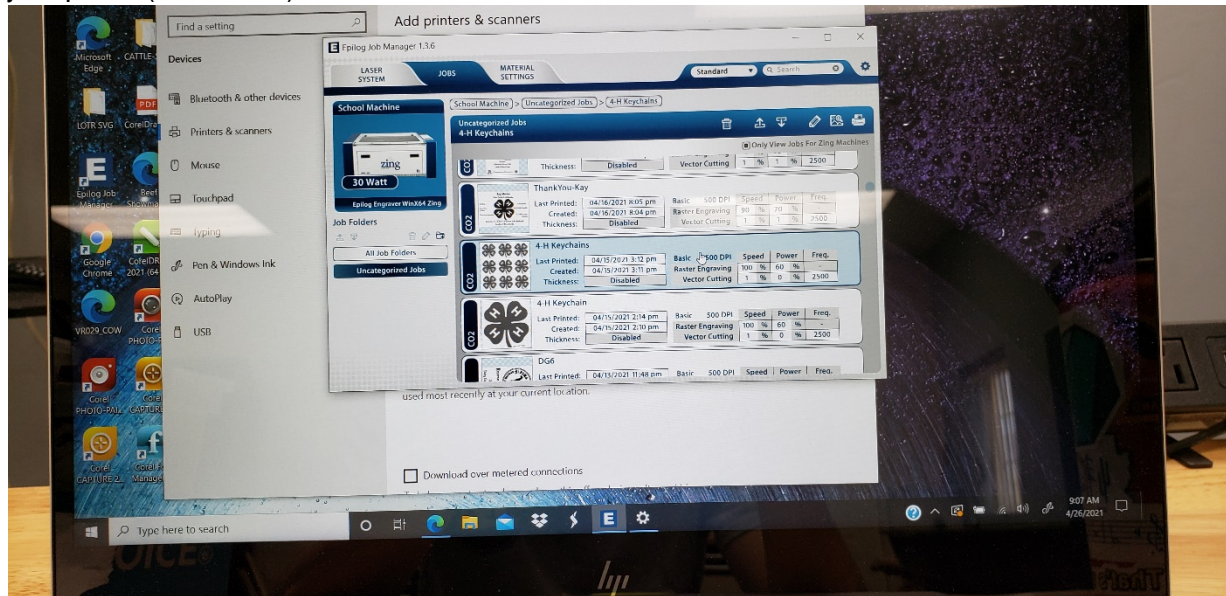 Find a setting
Add printers & scanners
Devices
Bluetooth & other devices
Printers & scanners
Mouse
Touchpad
Typing
Pen & Windows Ink
AutoPlay
USB
Epilog Job Manager 1.3.6
LASER SYSTEM
JOBS
MATERIAL SETTINGS
Standard
Search
School Machine
zing
30 Watt
Epilog Engraver WinX64 Zing
Job Folders
All Job Folders
Uncategorized Jobs
School Machine > Uncategorized Jobs > 4-H Keychains
Uncategorized Jobs
4-H Keychains
Only View Jobs For Zing Machines
Thickness: Disabled Vector Cutting 1 % 1 % 2500
ThankYou-Kay
Last Printed: 04/16/2021 8:05 pm Basic 500 DPI Speed Power Freq.
Created: 04/16/2021 8:04 pm Raster Engraving 90 % 70 % -
Thickness: Disabled Vector Cutting 1 % 1 % 2500
CO2
4-H Keychains
Last Printed: 04/15/2021 3:12 pm Basic 500 DPI Speed Power Freq.
Created: 04/15/2021 3:11 pm Raster Engraving 100 % 60 %
Thickness: Disabled Vector Cutting 1 % 0 % 2500
CO2
4-H Keychain
Last Printed: 04/15/2021 2:14 pm Basic 500 DPI Speed Power Freq.
Created: 04/15/2021 2:10 pm Raster Engraving 100 % 60 % -
Thickness: Disabled Vector Cutting 1 % 0 % 2500
CO2
DG6
Last Printed: 04/13/2021 11:48 pm Basic 500 DPI Speed Power Freq.
used most recently at your current location.
Download over metered connections
Microsoft Edge
LOTR SVG
Epilog Job Manager
Google Chrome
VR029_COW
Corel PHOTO-PAI...
Corel CAPTURE 2...
Type here to search
9:07 AM
4/26/2021
hp